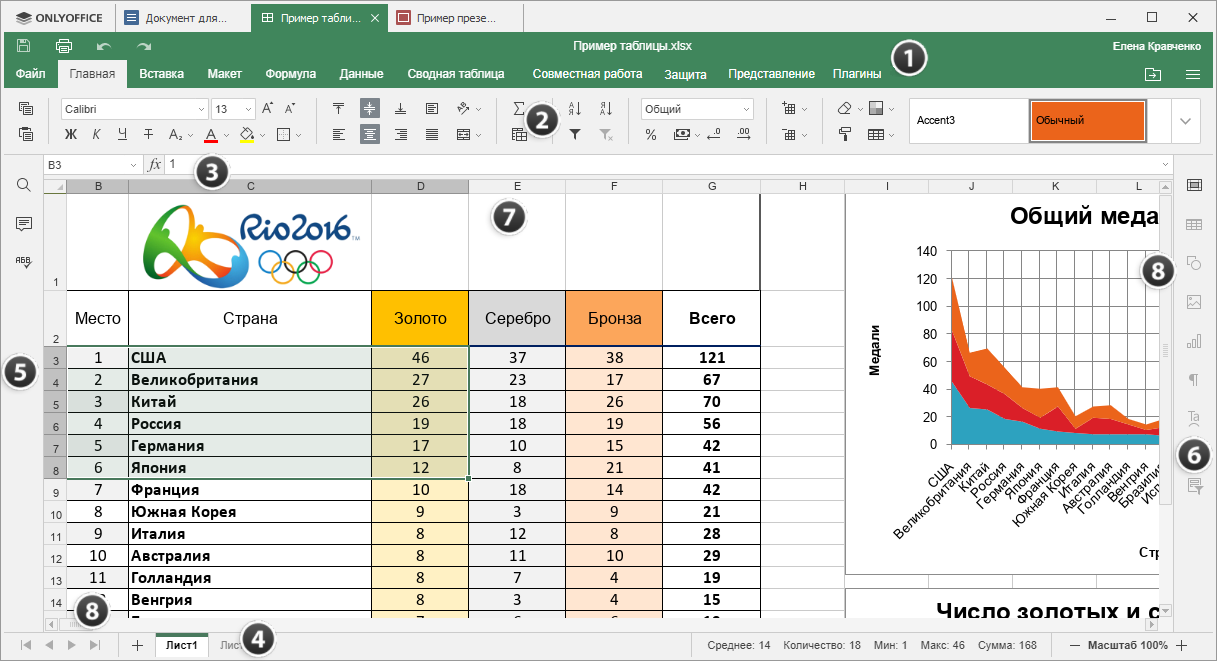 ONLYOFFICE Документ для... Пример табли... Пример презе...
Пример таблицы.xlsx Елена Кравченко
Файл Главная Вставка Макет Формула Данные Сводная таблица Совместная работа Защита Представление Плагины 1
Calibri 13 Общий Accent3 Обычный
2
B3 fx 1
3
B C D E F G H I J K L
7
Rio2016™
1
Место Страна Золото Серебро Бронза Всего
2
3 1 США 46 37 38 121
4 2 Великобритания 27 23 17 67
5 3 Китай 26 18 26 70
6 4 Россия 19 18 19 56
7 5 Германия 17 10 15 42
8 6 Япония 12 8 21 41
9 7 Франция 10 18 14 42
10 8 Южная Корея 9 3 9 21
11 9 Италия 8 12 8 28
12 10 Австралия 8 11 10 29
13 11 Голландия 8 7 4 19
14 Венгрия 8 3 4 15
5
8
Общий меда
Медали
140
120
100
80
60
40
20
0
США Великобритания Китай Россия Германия Япония Франция Южная Корея Италия Австралия Голландия Венгрия Бразили Исп
Стр
Число золотых и с
8
6
АБВ
Та
Лист1 Лис
4
Среднее: 14 Количество: 18 Мин: 1 Макс: 46 Сумма: 168 Масштаб 100%